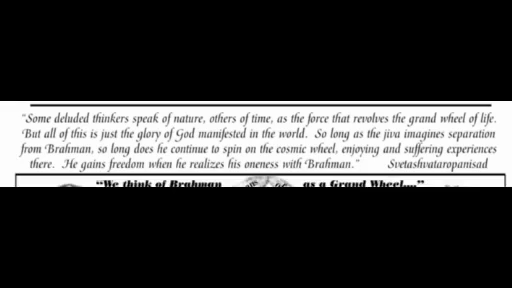 "Some deluded thinkers speak of nature, others of time, as the force that revolves the grand wheel of life.
But all of this is just the glory of God manifested in the world. So long as the jiva imagines separation
from Brahman, so long does he continue to spin on the cosmic wheel, enjoying and suffering experiences
there. He gains freedom when he realizes his oneness with Brahman." Svetashvataropanisad
"We think of Brahman as a Grand Wheel...."